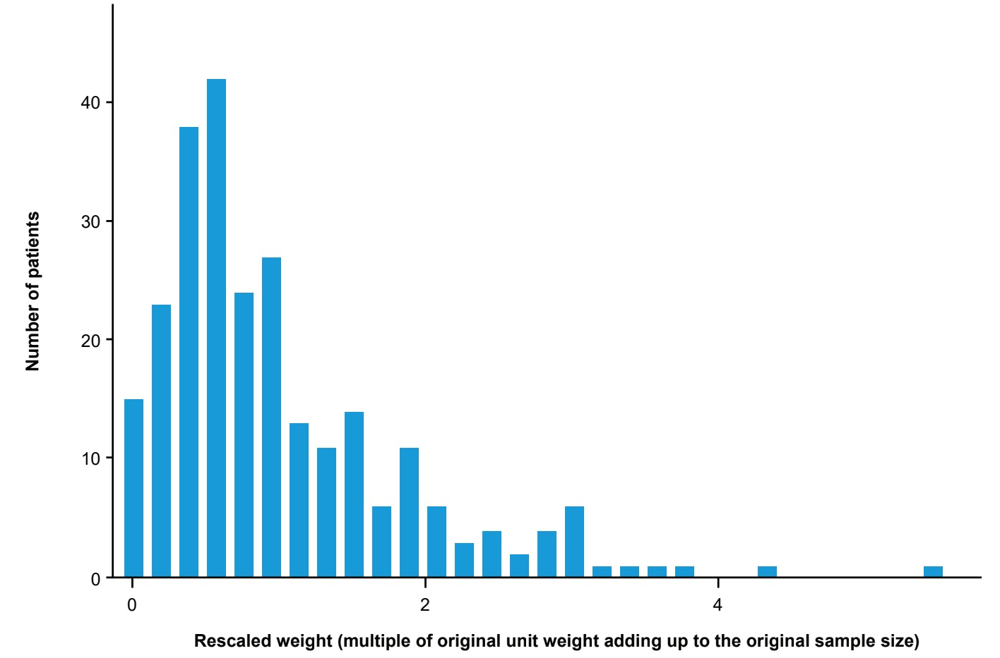 Number of patients
40
30
20
10
0
0 2 4
Rescaled weight (multiple of original unit weight adding up to the original sample size)